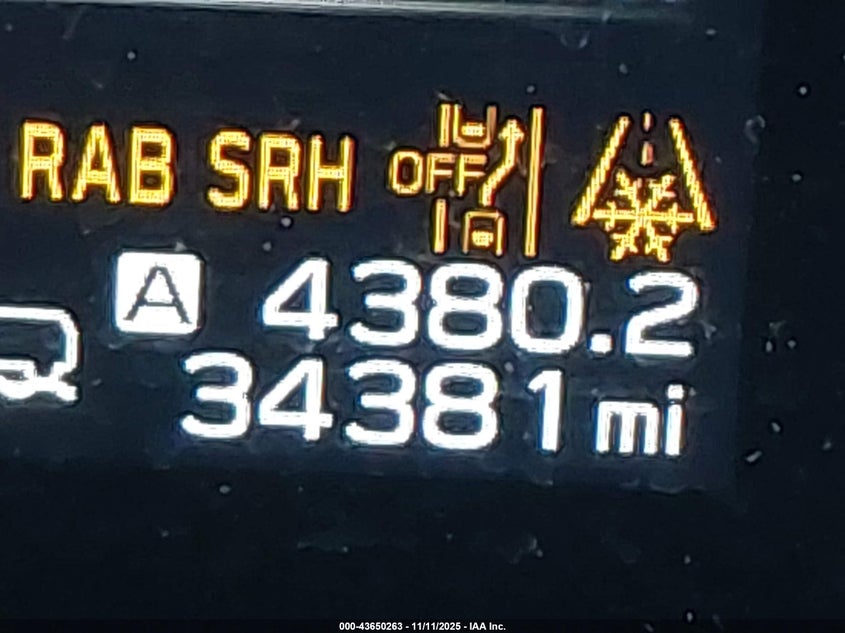 RAB SRH OFF
A 4380.2
34381 mi
000-43650263 - 11/11/2025 - IAA Inc.